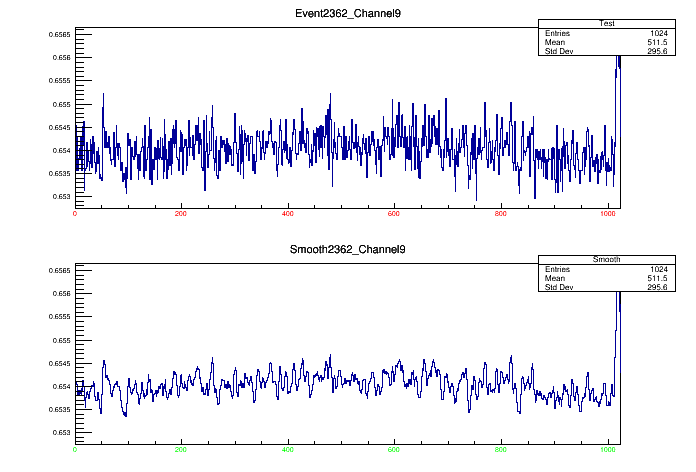 Event2362_Channel9
Test
Entries 1024
Mean 511.5
Std Dev 295.6
0.6565
0.656
0.6555
0.655
0.6545
0.654
0.6535
0.653
0 200 400 600 800 1000
Smooth2362_Channel9
Smooth
Entries 1024
Mean 511.5
Std Dev 295.6
0.6565
0.656
0.6555
0.655
0.6545
0.654
0.6535
0.653
0 200 400 600 800 1000